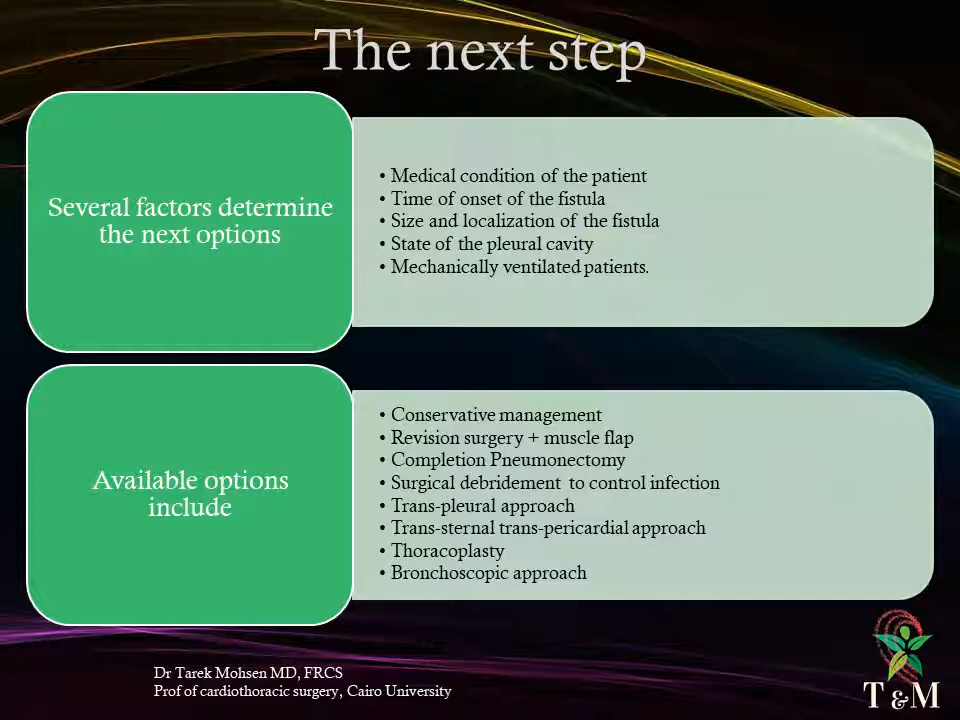 The next step
Several factors determine
the next options
• Medical condition of the patient
• Time of onset of the fistula
• Size and localization of the fistula
• State of the pleural cavity
• Mechanically ventilated patients.
Available options
include
• Conservative management
• Revision surgery + muscle flap
• Completion Pneumonectomy
• Surgical debridement to control infection
• Trans-pleural approach
• Trans-sternal trans-pericardial approach
• Thoracoplasty
• Bronchoscopic approach
Dr Tarek Mohsen MD, FRCS
Prof of cardiothoracic surgery, Cairo University
T & M